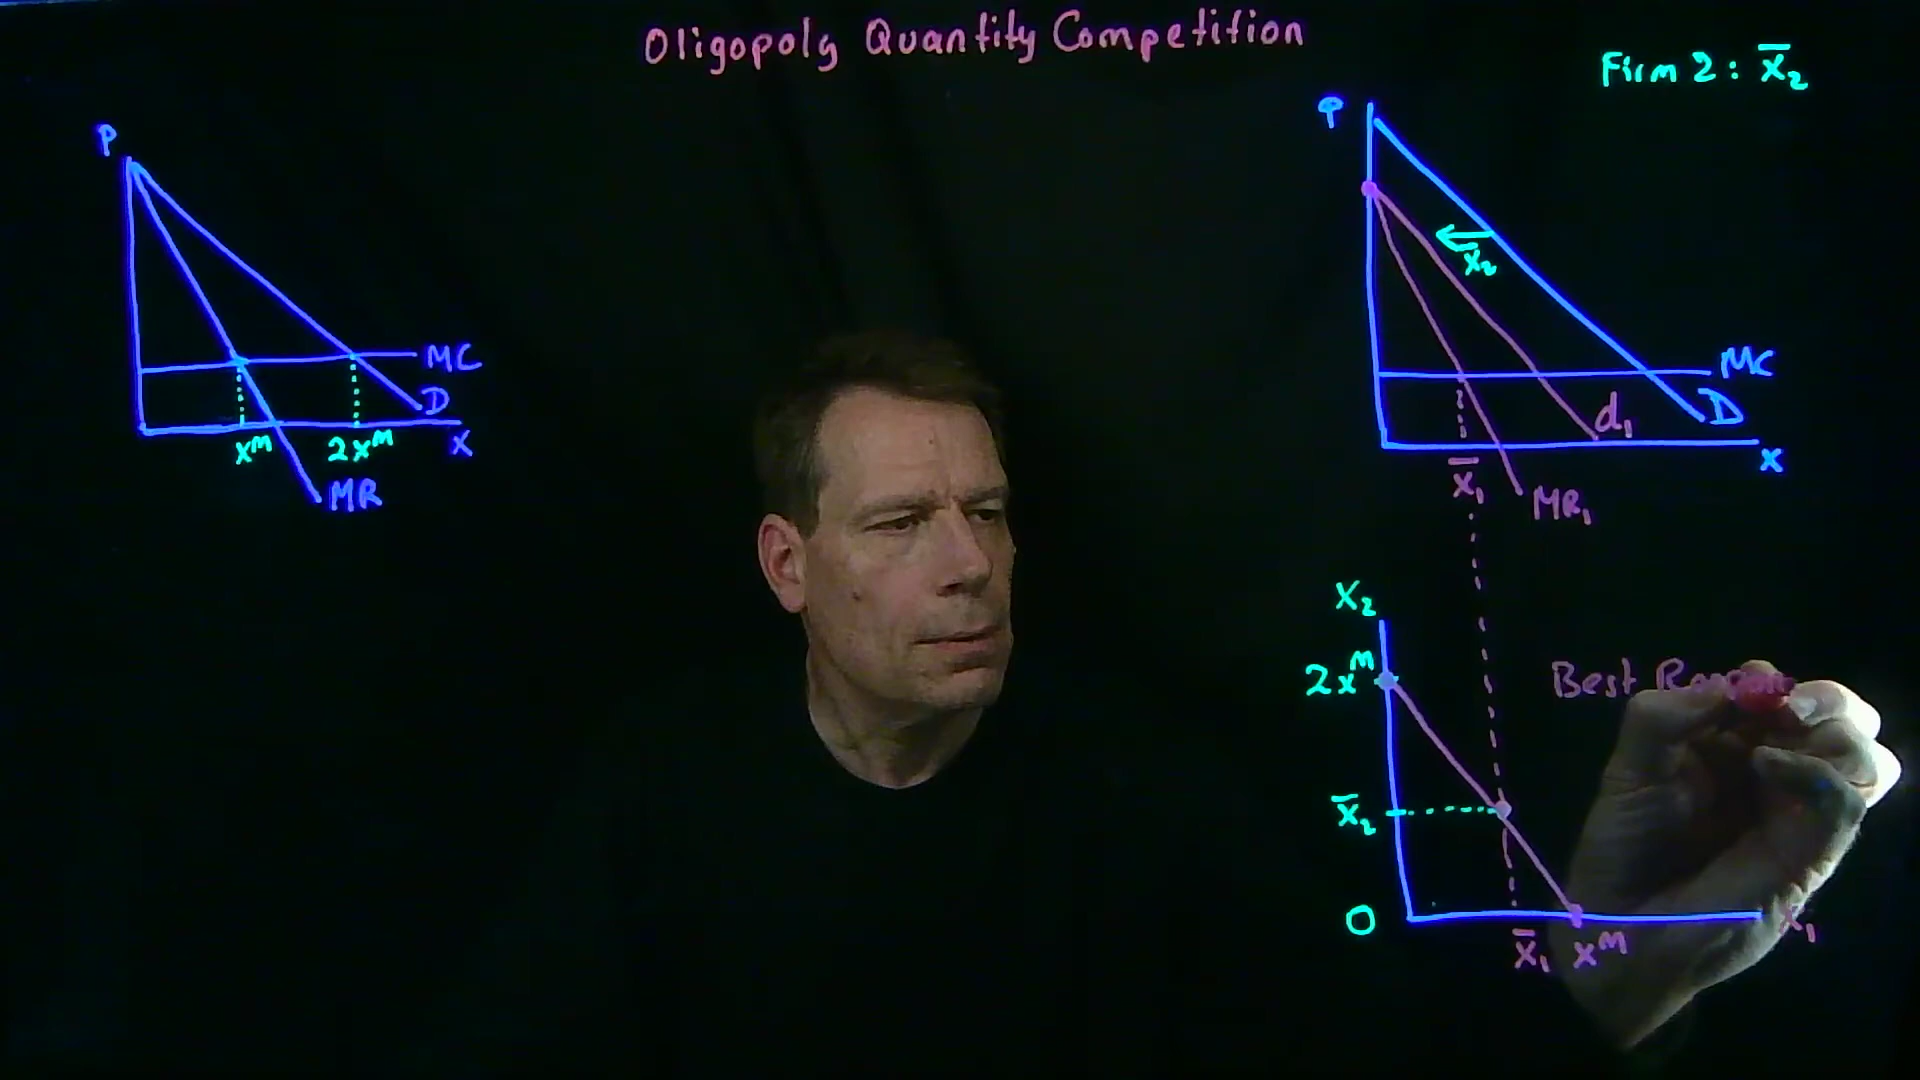 Oligopoly Quantity Competition
Firm 2: x̄₂
P
MC
D
xᴹ
2xᴹ
x
MR
P
x̄₂
MC
D
d₁
x
x̄₁
MR₁
x₂
2xᴹ
Best
x̄₂
0
x₁
x̄₁
xᴹ